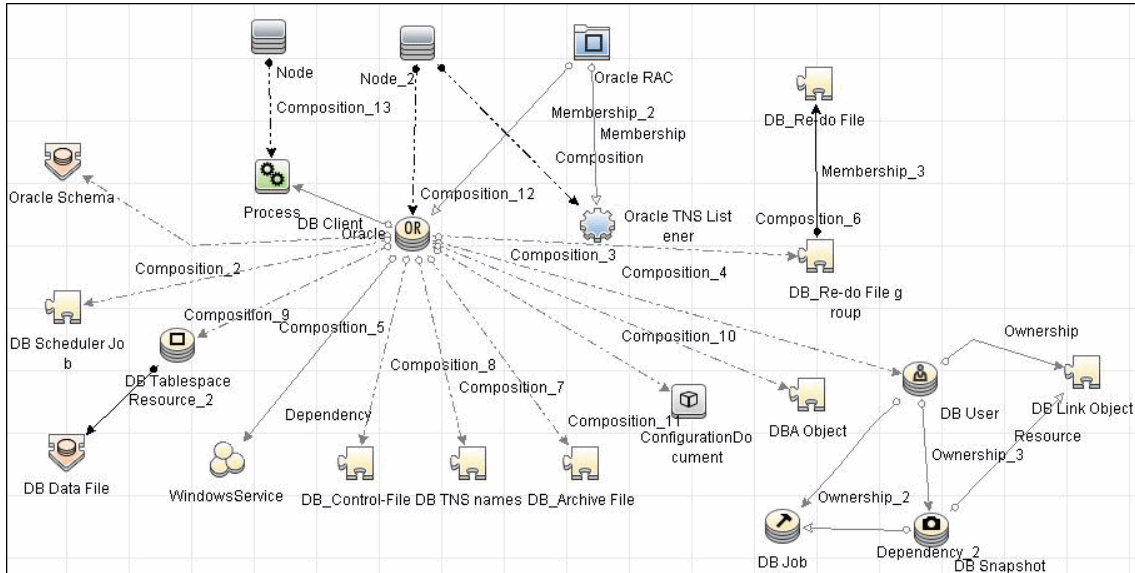 Node
Node_2
Oracle RAC
Composition_13
Membership_2
Membership
DB_Re-do File
Composition
Membership_3
Oracle Schema
Composition_12
Process
DB Client
Oracle
Oracle TNS List
ener
Composition_6
Composition_3
Composition_4
Composition_2
DB_Re-do File g
roup
Composition_9
Composition_5
Composition_10
Ownership
DB Scheduler Jo
b
Composition_8
DB Tablespace
Composition_7
Resource_2
DB User
DB Link Object
Dependency
Composition_11
DBA Object
ConfigurationDo
cument
Resource
Ownership_3
DB Data File
WindowsService
DB_Control-File
DB TNS names
DB_Archive File
Ownership_2
Dependency_2
DB Job
DB Snapshot